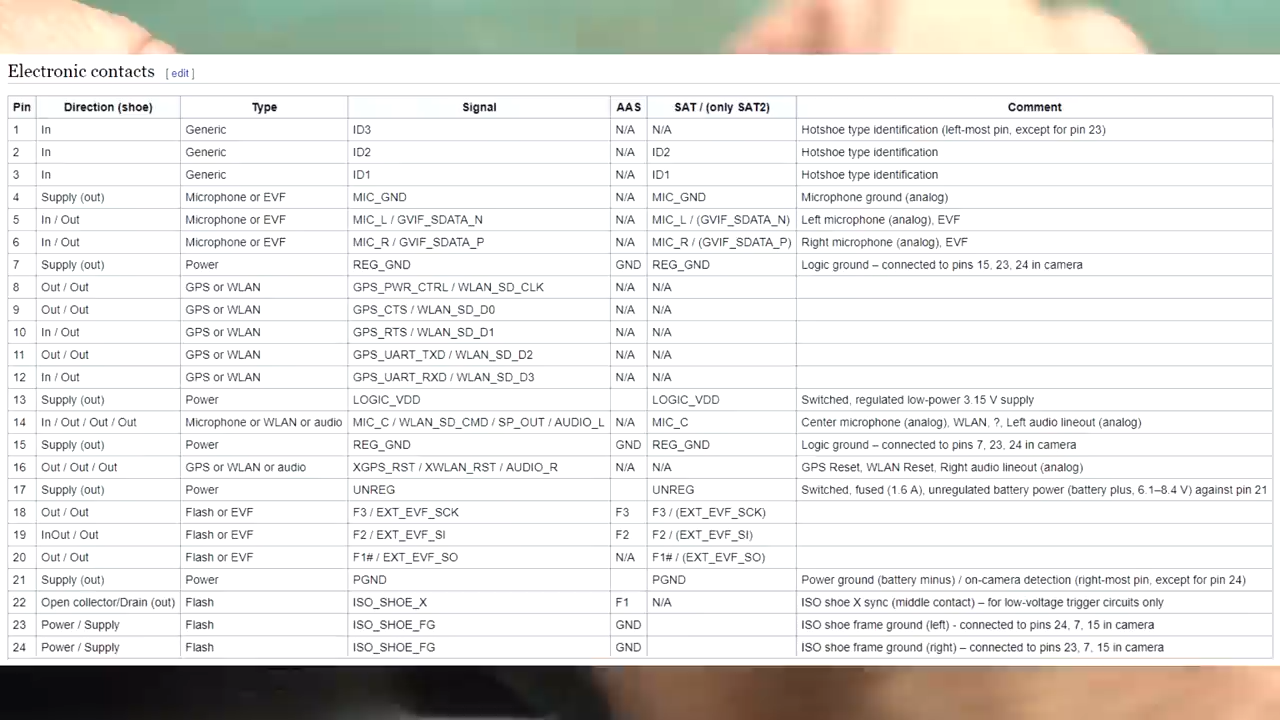 Electronic contacts [ edit ]
Pin Direction (shoe) Type Signal AAS SAT / (only SAT2) Comment
1 In Generic ID3 N/A N/A Hotshoe type identification (left-most pin, except for pin 23)
2 In Generic ID2 N/A ID2 Hotshoe type identification
3 In Generic ID1 N/A ID1 Hotshoe type identification
4 Supply (out) Microphone or EVF MIC_GND N/A MIC_GND Microphone ground (analog)
5 In / Out Microphone or EVF MIC_L / GVIF_SDATA_N N/A MIC_L / (GVIF_SDATA_N) Left microphone (analog), EVF
6 In / Out Microphone or EVF MIC_R / GVIF_SDATA_P N/A MIC_R / (GVIF_SDATA_P) Right microphone (analog), EVF
7 Supply (out) Power REG_GND GND REG_GND Logic ground – connected to pins 15, 23, 24 in camera
8 Out / Out GPS or WLAN GPS_PWR_CTRL / WLAN_SD_CLK N/A N/A
9 Out / Out GPS or WLAN GPS_CTS / WLAN_SD_D0 N/A N/A
10 In / Out GPS or WLAN GPS_RTS / WLAN_SD_D1 N/A N/A
11 Out / Out GPS or WLAN GPS_UART_TXD / WLAN_SD_D2 N/A N/A
12 In / Out GPS or WLAN GPS_UART_RXD / WLAN_SD_D3 N/A N/A
13 Supply (out) Power LOGIC_VDD LOGIC_VDD Switched, regulated low-power 3.15 V supply
14 In / Out / Out / Out Microphone or WLAN or audio MIC_C / WLAN_SD_CMD / SP_OUT / AUDIO_L N/A MIC_C Center microphone (analog), WLAN, ?, Left audio lineout (analog)
15 Supply (out) Power REG_GND GND REG_GND Logic ground – connected to pins 7, 23, 24 in camera
16 Out / Out / Out GPS or WLAN or audio XGPS_RST / XWLAN_RST / AUDIO_R N/A N/A GPS Reset, WLAN Reset, Right audio lineout (analog)
17 Supply (out) Power UNREG UNREG Switched, fused (1.6 A), unregulated battery power (battery plus, 6.1–8.4 V) against pin 21
18 Out / Out Flash or EVF F3 / EXT_EVF_SCK F3 F3 / (EXT_EVF_SCK)
19 InOut / Out Flash or EVF F2 / EXT_EVF_SI F2 F2 / (EXT_EVF_SI)
20 Out / Out Flash or EVF F1# / EXT_EVF_SO N/A F1# / (EXT_EVF_SO)
21 Supply (out) Power PGND PGND Power ground (battery minus) / on-camera detection (right-most pin, except for pin 24)
22 Open collector/Drain (out) Flash ISO_SHOE_X F1 N/A ISO shoe X sync (middle contact) – for low-voltage trigger circuits only
23 Power / Supply Flash ISO_SHOE_FG GND ISO shoe frame ground (left) - connected to pins 24, 7, 15 in camera
24 Power / Supply Flash ISO_SHOE_FG GND ISO shoe frame ground (right) – connected to pins 23, 7, 15 in camera